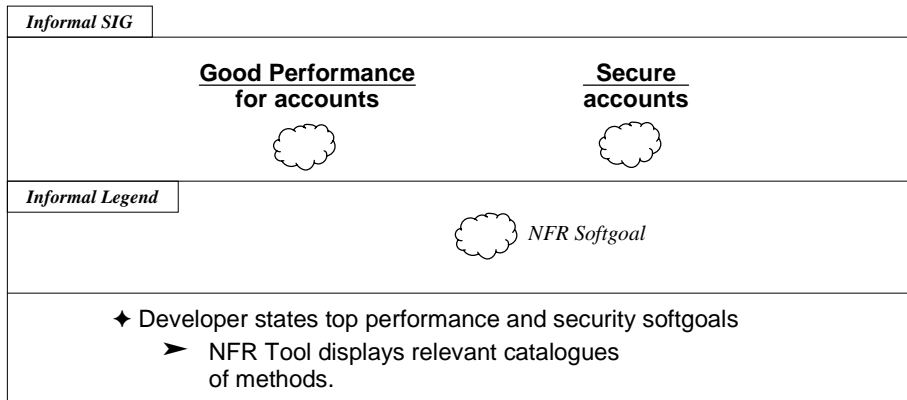 Informal SIG
Good Performance
for accounts
Secure
accounts
Informal Legend
NFR Softgoal
✦ Developer states top performance and security softgoals
➤ NFR Tool displays relevant catalogues
of methods.